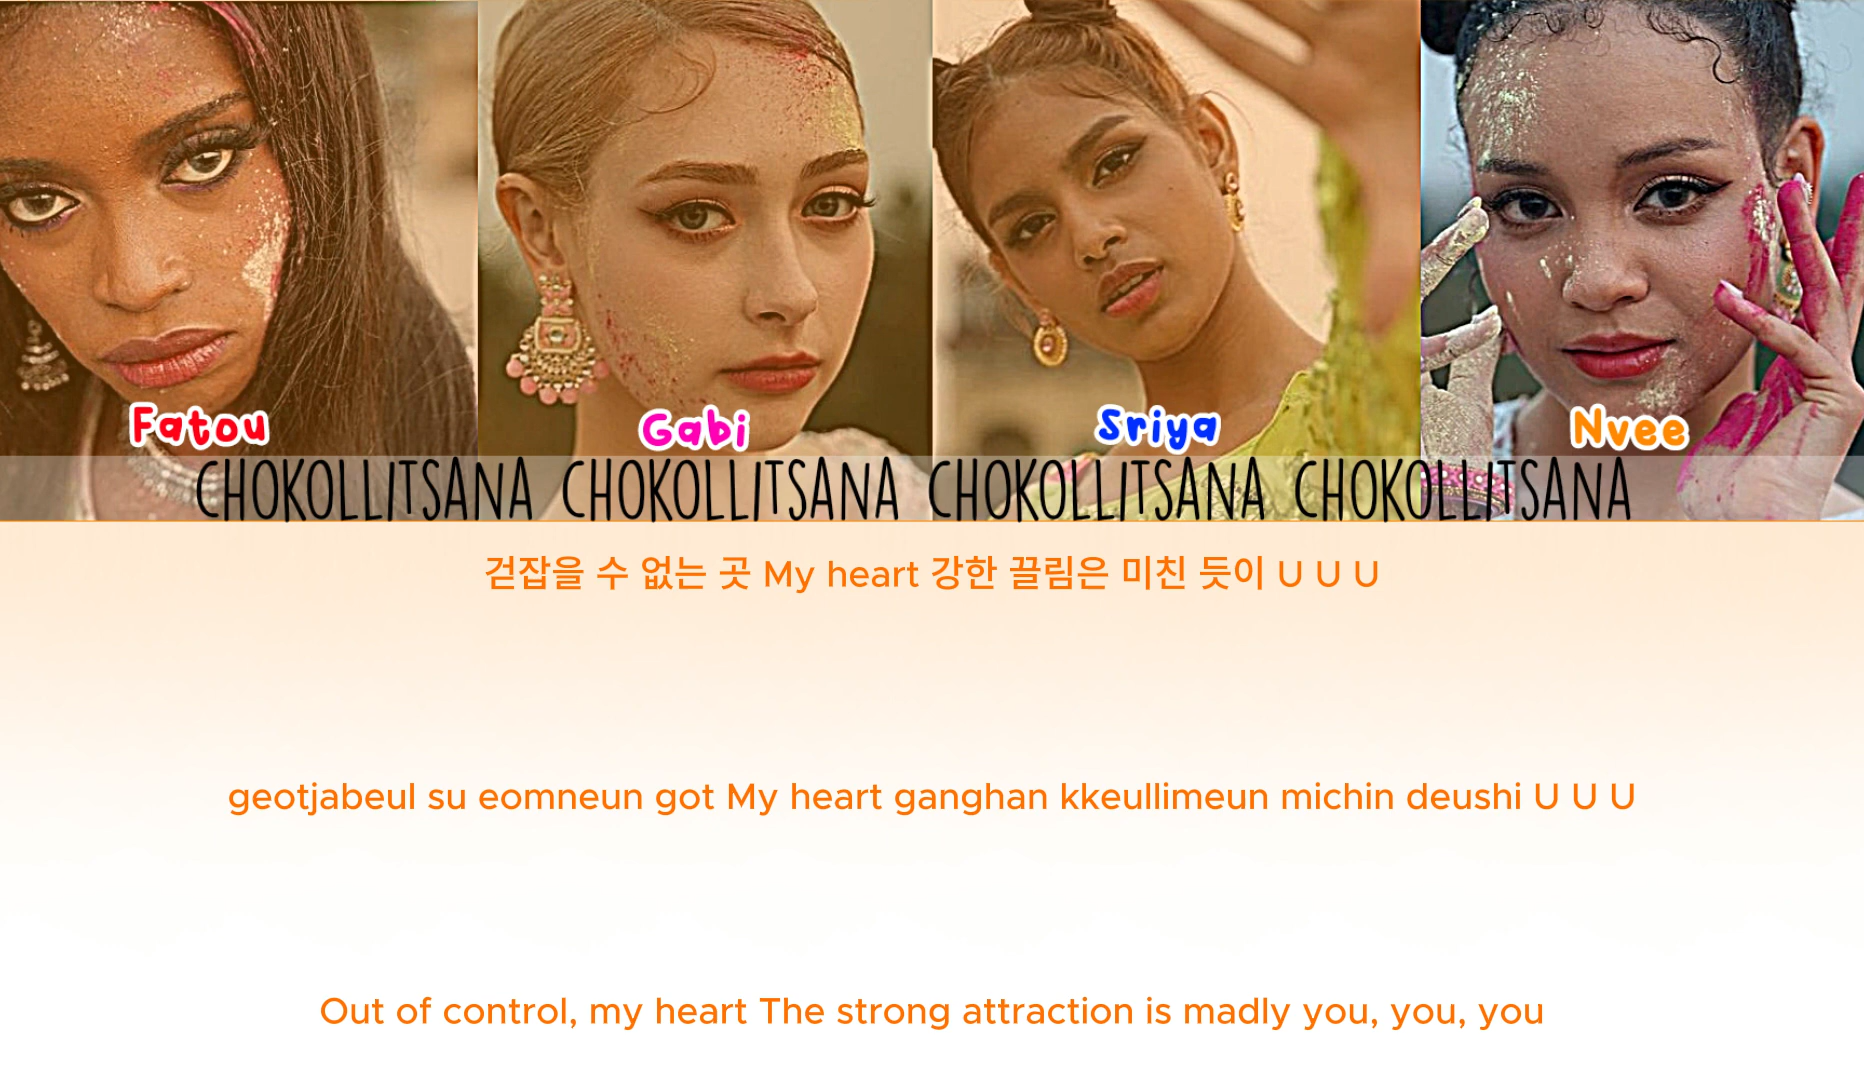 Fatou Gabi Sriya Nvee
CHOKOLLITSANA CHOKOLLITSANA CHOKOLLITSANA CHOKOLLITSANA
걷잡을 수 없는 곳 My heart 강한 끌림은 미친 듯이 U U U
geotjabeul su eomneun got My heart ganghan kkeullimeun michin deushi U U U
Out of control, my heart The strong attraction is madly you, you, you